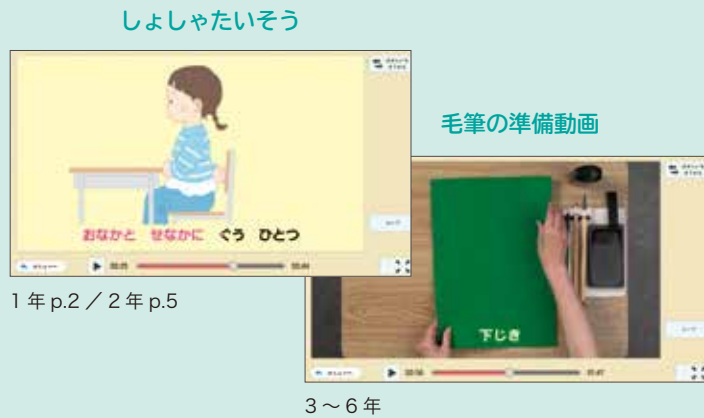 しょしゃたいそう
おなかと せなかに ぐう ひとつ
1年 p.2 ／ 2年 p.5
毛筆の準備動画
下じき
3～6年